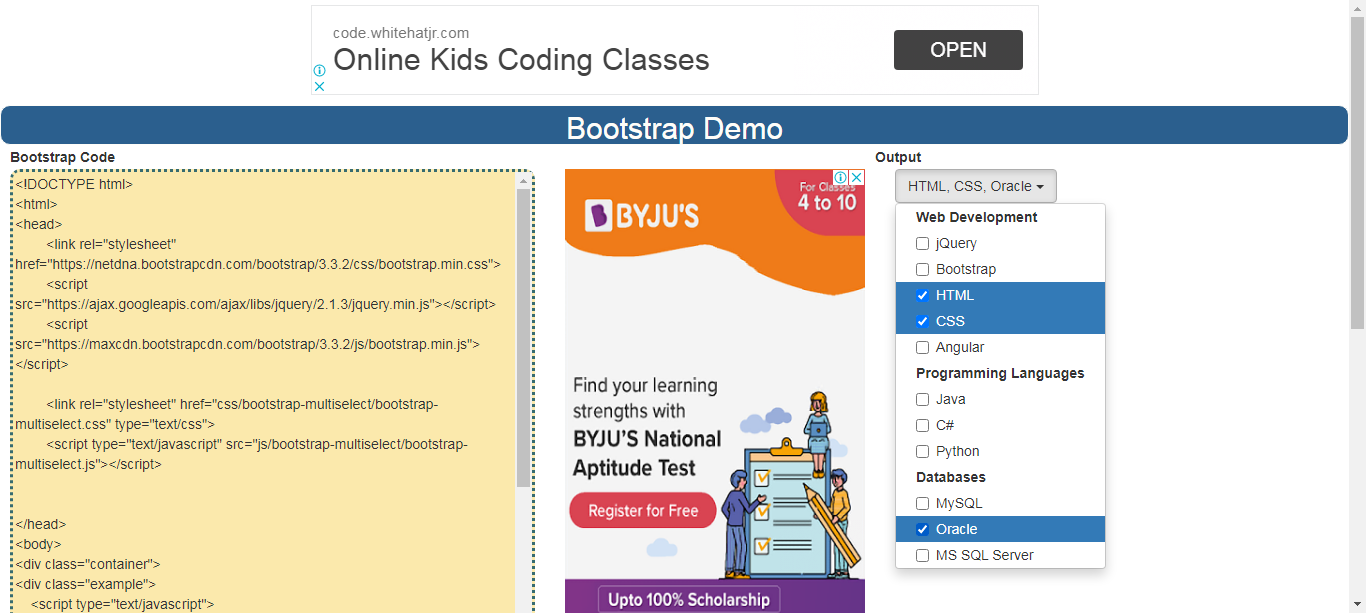 code.whitehatjr.com
Online Kids Coding Classes
OPEN
Bootstrap Demo
Bootstrap Code
<!DOCTYPE html>
<html>
<head>
<link rel="stylesheet"
href="https://netdna.bootstrapcdn.com/bootstrap/3.3.2/css/bootstrap.min.css">
<script
src="https://ajax.googleapis.com/ajax/libs/jquery/2.1.3/jquery.min.js"></script>
<script
src="https://maxcdn.bootstrapcdn.com/bootstrap/3.3.2/js/bootstrap.min.js">
</script>
<link rel="stylesheet" href="css/bootstrap-multiselect/bootstrap-
multiselect.css" type="text/css">
<script type="text/javascript" src="js/bootstrap-multiselect/bootstrap-
multiselect.js"></script>
</head>
<body>
<div class="container">
<div class="example">
<script type="text/javascript">
For Classes
4 to 10
BYJU'S
Find your learning
strengths with
BYJU'S National
Aptitude Test
Register for Free
Upto 100% Scholarship
Output
HTML, CSS, Oracle
Web Development
jQuery
Bootstrap
HTML
CSS
Angular
Programming Languages
Java
C#
Python
Databases
MySQL
Oracle
MS SQL Server